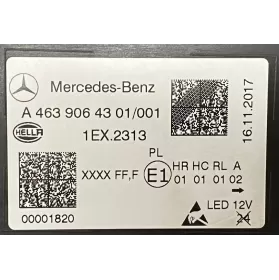 Mercedes-Benz
A 463 906 43 01/001
HELLA
1EX.2313
16.11.2017
PL
XXXX FF,F
E1
HR HC RL A
01 01 01 02
00001820
LED 12V
24